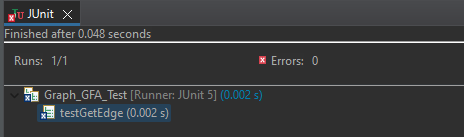 JUnit
Finished after 0.048 seconds
Runs: 1/1 Errors: 0
Graph_GFA_Test [Runner: JUnit 5] (0.002 s)
testGetEdge (0.002 s)